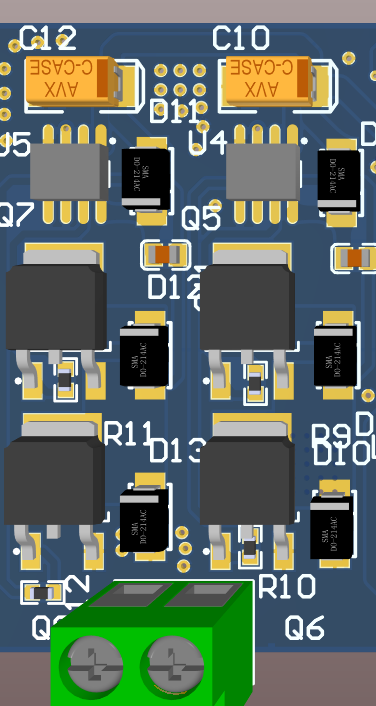 C12
C10
C-CASE
AVX
C-CASE
AVX
D11
U5
U4
D
SMA
DO-214AC
SMA
DO-214AC
Q7
Q5
D12
SMA
DO-214AC
SMA
DO-214AC
R11
D13
R9
D
D10
SMA
DO-214AC
SMA
DO-214AC
R10
Q6